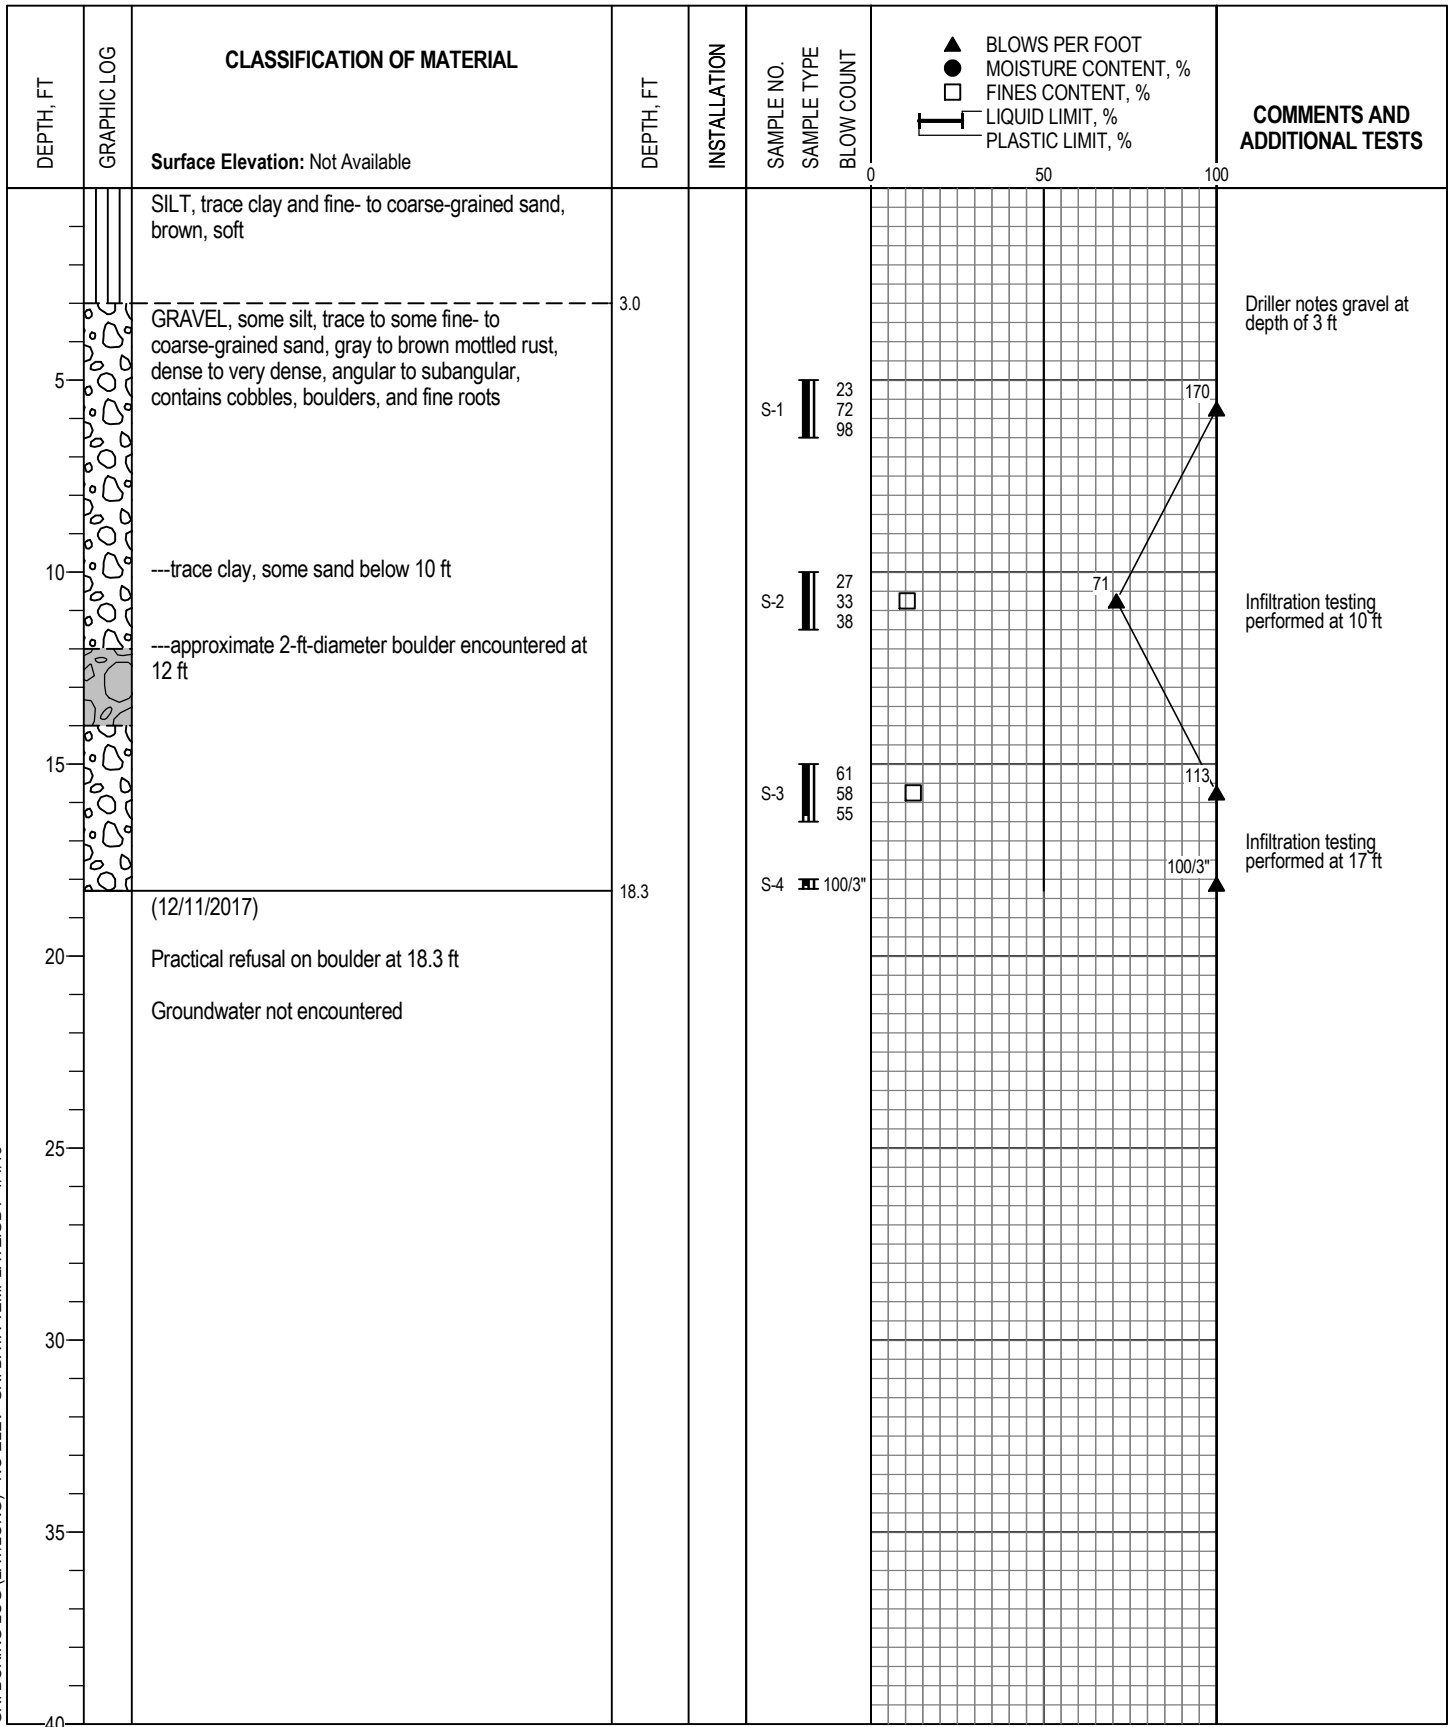 DEPTH, FT
GRAPHIC LOG
CLASSIFICATION OF MATERIAL
Surface Elevation: Not Available
DEPTH, FT
INSTALLATION
SAMPLE NO.
SAMPLE TYPE
BLOW COUNT
BLOWS PER FOOT
MOISTURE CONTENT, %
FINES CONTENT, %
LIQUID LIMIT, %
PLASTIC LIMIT, %
0
50
100
COMMENTS AND
ADDITIONAL TESTS
SILT, trace clay and fine- to coarse-grained sand,
brown, soft
3.0
Driller notes gravel at
depth of 3 ft
GRAVEL, some silt, trace to some fine- to
coarse-grained sand, gray to brown mottled rust,
dense to very dense, angular to subangular,
contains cobbles, boulders, and fine roots
5
S-1
23
72
98
170
---trace clay, some sand below 10 ft
10
S-2
27
33
38
71
Infiltration testing
performed at 10 ft
---approximate 2-ft-diameter boulder encountered at
12 ft
15
S-3
61
58
55
113
Infiltration testing
performed at 17 ft
S-4
100/3"
100/3"
18.3
(12/11/2017)
20
Practical refusal on boulder at 18.3 ft
Groundwater not encountered
25
30
35
40